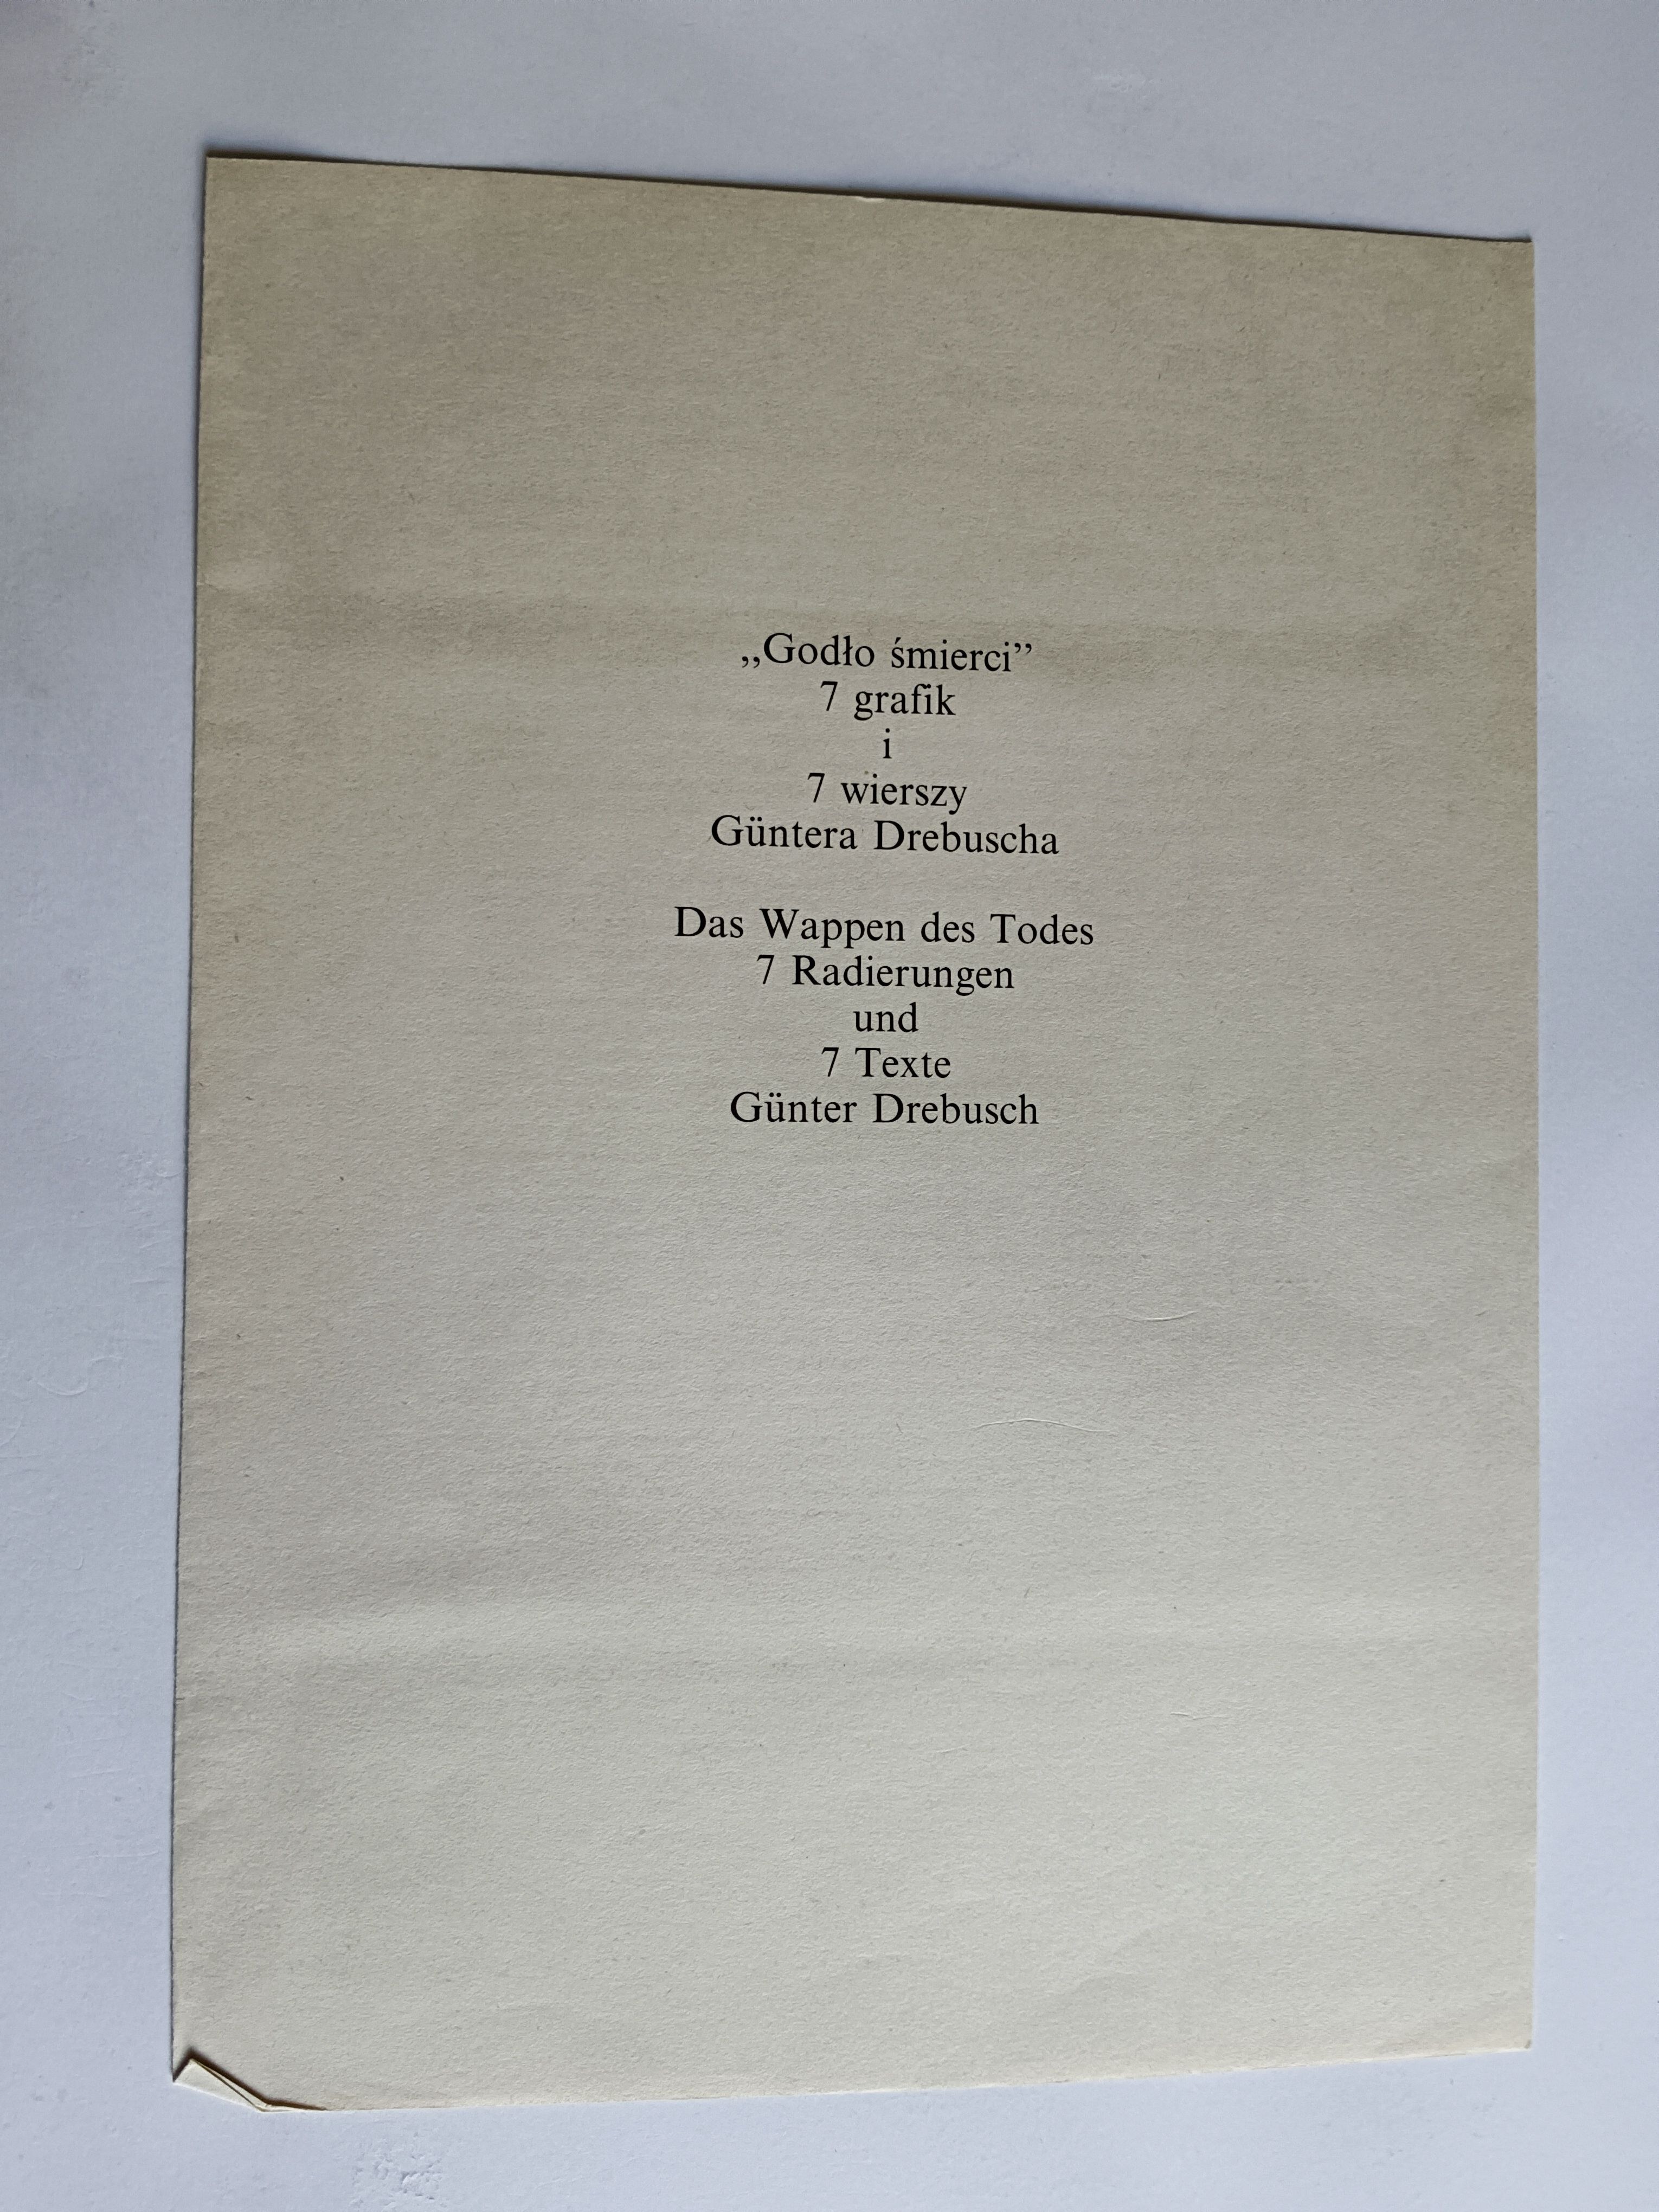 „Godło śmierci”
7 grafik
i
7 wierszy
Güntera Drebuscha
Das Wappen des Todes
7 Radierungen
und
7 Texte
Günter Drebusch